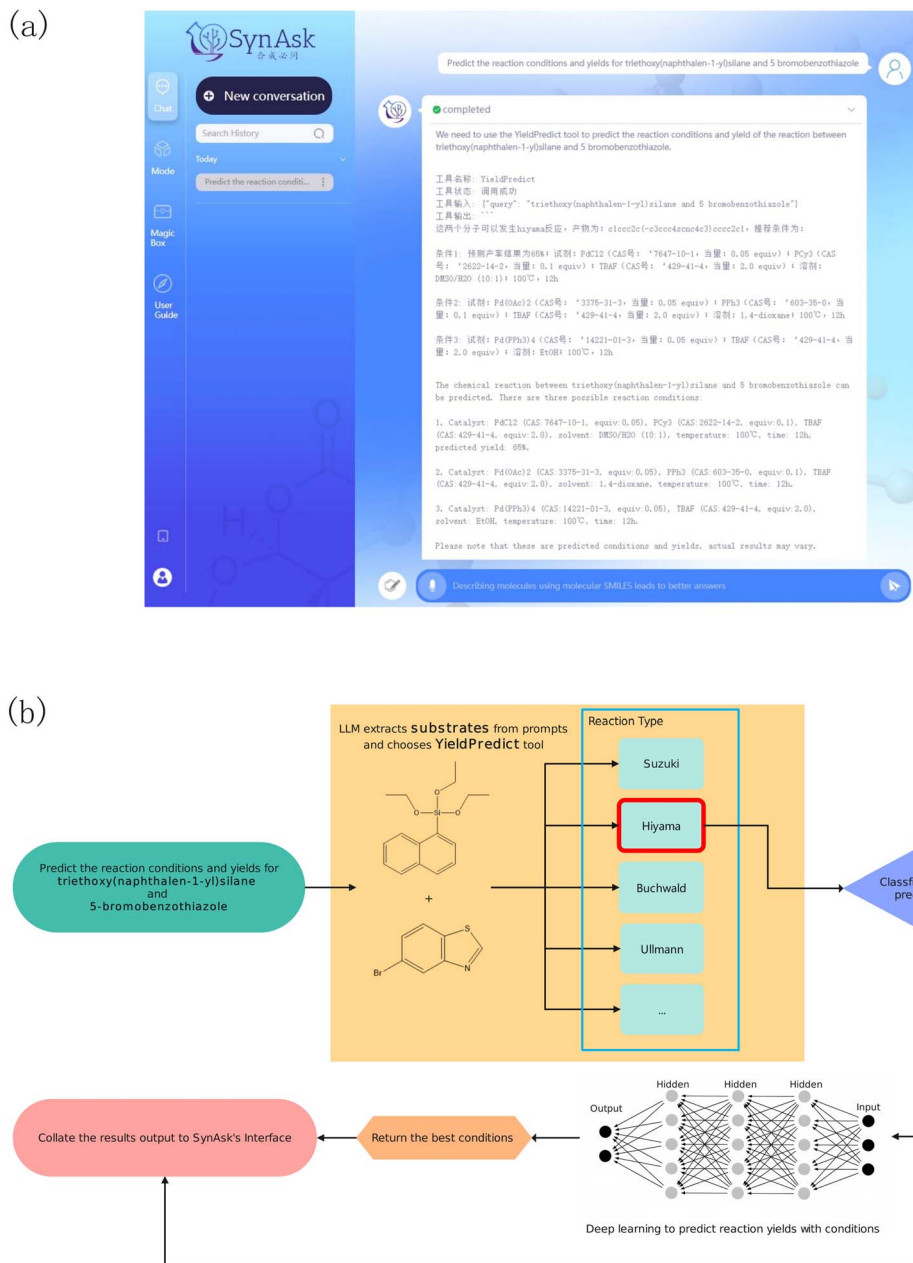 (a)
SynAsk
合成必问
Chat
Mode
Magic
Box
User
Guide
New conversation
Search History
Today
Predict the reaction conditi...
Predict the reaction conditions and yields for triethoxy(naphthalen-1-yl)silane and 5 bromobenzothiazole
completed
We need to use the YieldPredict tool to predict the reaction conditions and yield of the reaction between
triethoxy(naphthalen-1-yl)silane and 5 bromobenzothiazole.
工具名称: YieldPredict
工具状态: 调用成功
工具输入: {"query": "triethoxy(naphthalen-1-yl)silane and 5 bromobenzothiazole"}
工具输出: ```
这两个分子可以发生hiyama反应，产物为: c1ccc2c(-c3ccc4scnc4c3)cccc2c1，推荐条件为:
条件1: 预测产率结果为65%; 试剂: PdCl2 (CAS号: '7647-10-1, 当量: 0.05 equiv) ; PCy3 (CAS
号: '2622-14-2, 当量: 0.1 equiv) ; TBAF (CAS号: '429-41-4, 当量: 2.0 equiv) ; 溶剂:
DMSO/H2O (10:1); 100℃, 12h
条件2: 试剂: Pd(OAc)2 (CAS号: '3375-31-3, 当量: 0.05 equiv) ; PPh3 (CAS号: '603-35-0, 当
量: 0.1 equiv) ; TBAF (CAS号: '429-41-4, 当量: 2.0 equiv) ; 溶剂: 1,4-dioxane; 100℃, 12h
条件3: 试剂: Pd(PPh3)4 (CAS号: '14221-01-3, 当量: 0.05 equiv) ; TBAF (CAS号: '429-41-4, 当
量: 2.0 equiv) ; 溶剂: EtOH; 100℃, 12h
The chemical reaction between triethoxy(naphthalen-1-yl)silane and 5 bromobenzothiazole can
be predicted. There are three possible reaction conditions:
1. Catalyst: PdCl2 (CAS:7647-10-1, equiv:0.05), PCy3 (CAS:2622-14-2, equiv:0.1), TBAF
(CAS:429-41-4, equiv:2.0), solvent: DMSO/H2O (10:1), temperature: 100℃, time: 12h,
predicted yield: 65%.
2. Catalyst: Pd(OAc)2 (CAS:3375-31-3, equiv:0.05), PPh3 (CAS:603-35-0, equiv:0.1), TBAF
(CAS:429-41-4, equiv:2.0), solvent: 1,4-dioxane, temperature: 100℃, time: 12h.
3. Catalyst: Pd(PPh3)4 (CAS:14221-01-3, equiv:0.05), TBAF (CAS:429-41-4, equiv:2.0),
solvent: EtOH, temperature: 100℃, time: 12h.
Please note that these are predicted conditions and yields, actual results may vary.
Describing molecules using molecular SMILES leads to better answers
(b)
LLM extracts substrates from prompts
and chooses YieldPredict tool
Reaction Type
Suzuki
Hiyama
Buchwald
Ullmann
...
Predict the reaction conditions and yields for
triethoxy(naphthalen-1-yl)silane
and
5-bromobenzothiazole
O
O Si O
+
S
Br N
Classf
pre
Collate the results output to SynAsk's Interface
Return the best conditions
Hidden Hidden Hidden
Output Input
Deep learning to predict reaction yields with conditions